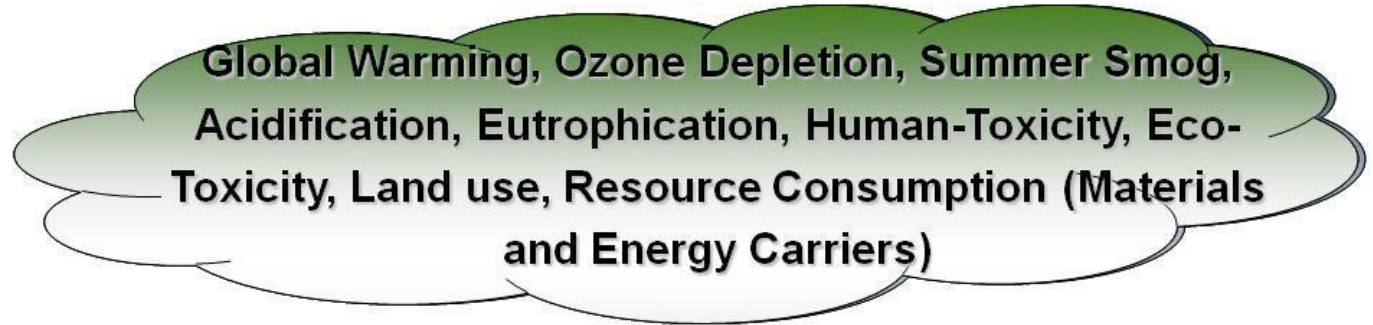 Global Warming, Ozone Depletion, Summer Smog,
Acidification, Eutrophication, Human-Toxicity, Eco-
Toxicity, Land use, Resource Consumption (Materials
and Energy Carriers)